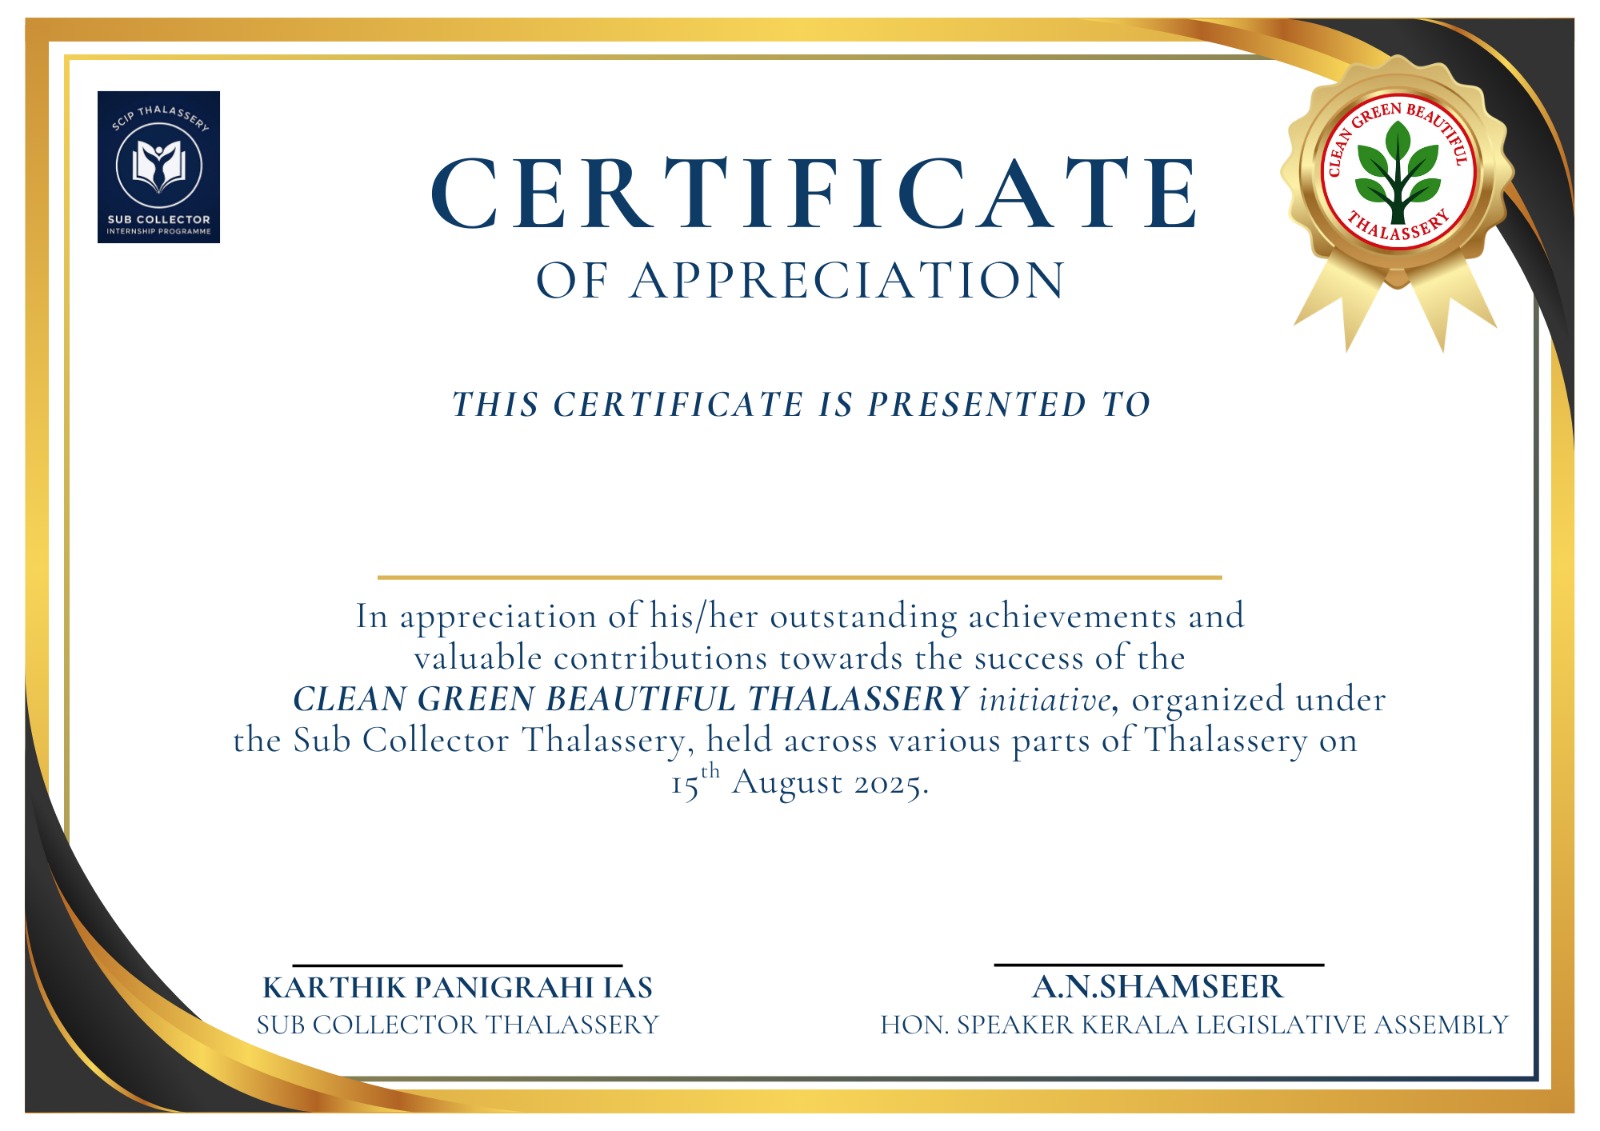 SCIP THALASSERY
SUB COLLECTOR
INTERNSHIP PROGRAMME
CLEAN GREEN BEAUTIFUL
THALASSERY
CERTIFICATE
OF APPRECIATION
THIS CERTIFICATE IS PRESENTED TO
In appreciation of his/her outstanding achievements and
valuable contributions towards the success of the
CLEAN GREEN BEAUTIFUL THALASSERY initiative, organized under
the Sub Collector Thalassery, held across various parts of Thalassery on
15th August 2025.
KARTHIK PANIGRAHI IAS
SUB COLLECTOR THALASSERY
A.N.SHAMSEER
HON. SPEAKER KERALA LEGISLATIVE ASSEMBLY